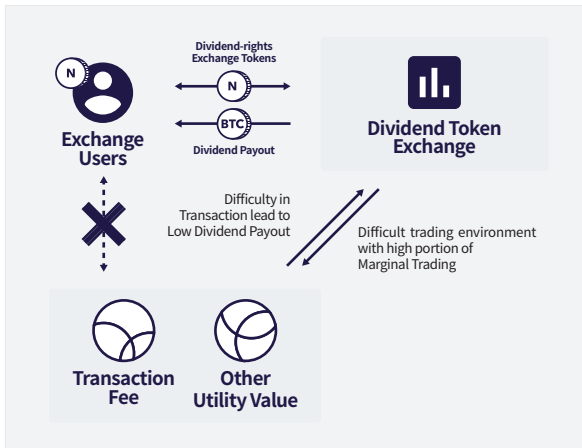 Dividend-rights
Exchange Tokens
N
N
BTC
Dividend Payout
Exchange
Users
Dividend Token
Exchange
Difficulty in
Transaction lead to
Low Dividend Payout
Difficult trading environment
with high portion of
Marginal Trading
Transaction
Fee
Other
Utility Value